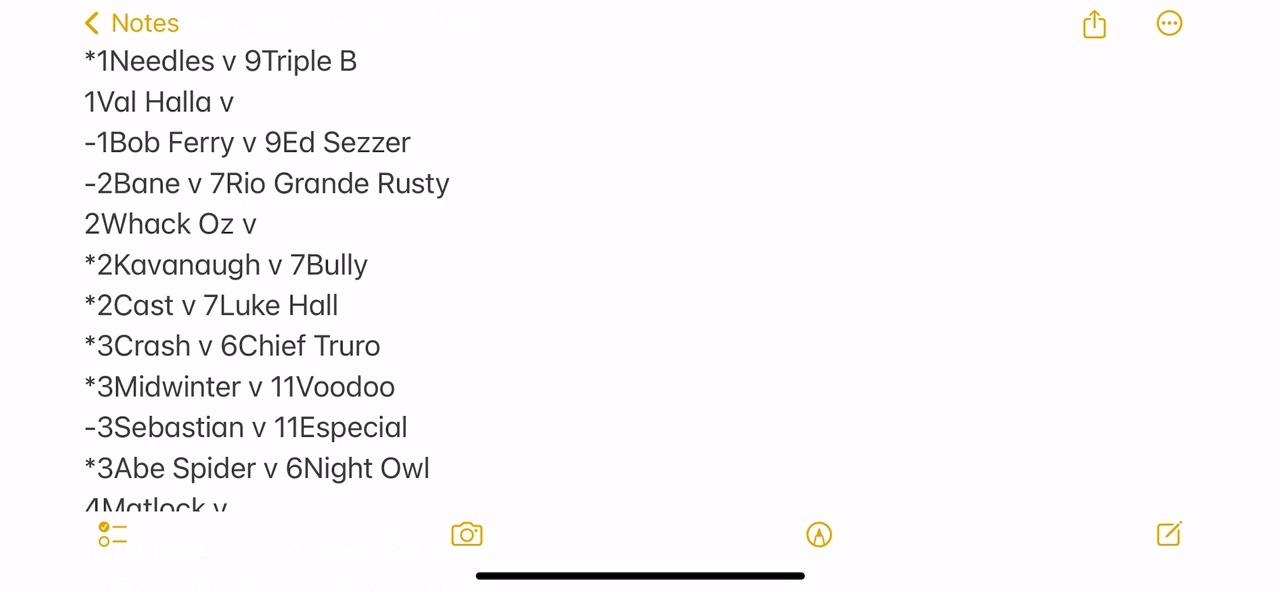 Notes
*1Needles v 9Triple B
1Val Halla v
-1Bob Ferry v 9Ed Sezzer
-2Bane v 7Rio Grande Rusty
2Whack Oz v
*2Kavanaugh v 7Bully
*2Cast v 7Luke Hall
*3Crash v 6Chief Truro
*3Midwinter v 11Voodoo
-3Sebastian v 11Especial
*3Abe Spider v 6Night Owl
4Matlock v